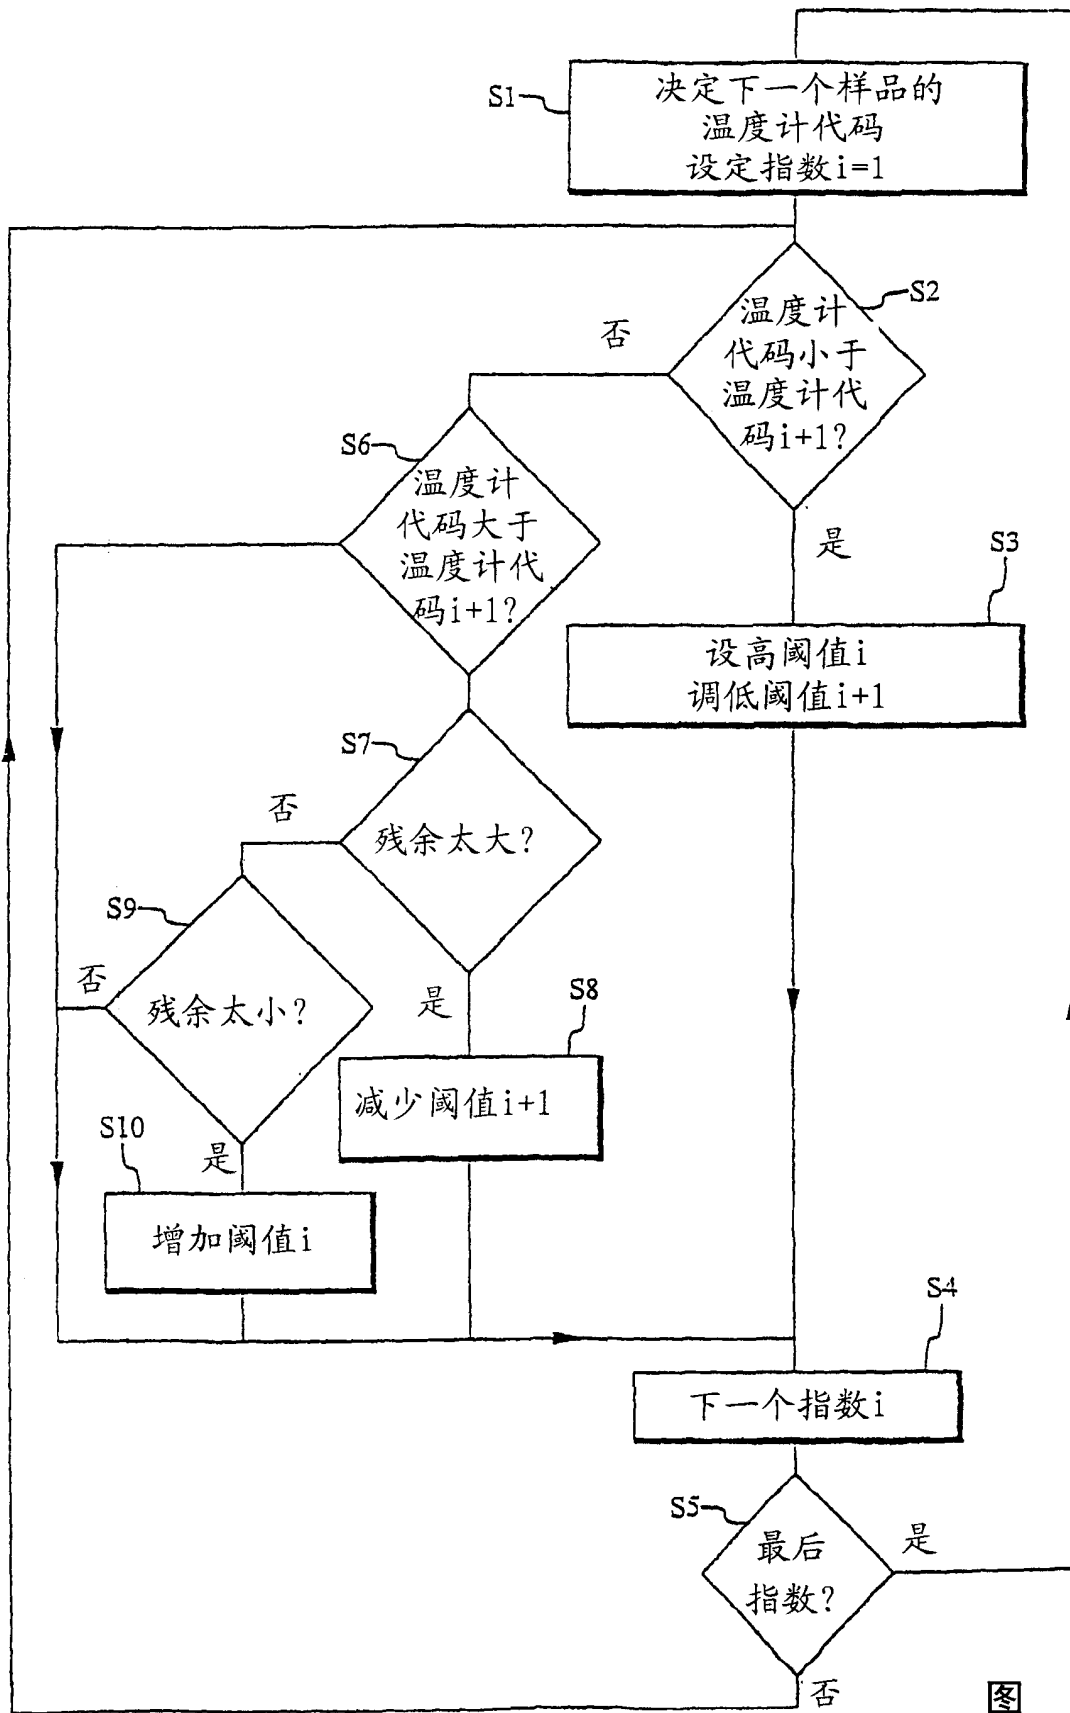 S1
决定下一个样品的
温度计代码
设定指数i=1
S2
温度计
代码小于
温度计代
码i+1?
否
是
S6
温度计
代码大于
温度计代
码i+1?
S3
设高阈值i
调低阈值i+1
S7
残余太大?
否
是
S9
残余太小?
否
是
S8
减少阈值i+1
S10
增加阈值i
S4
下一个指数i
S5
最后
指数?
是
否
图